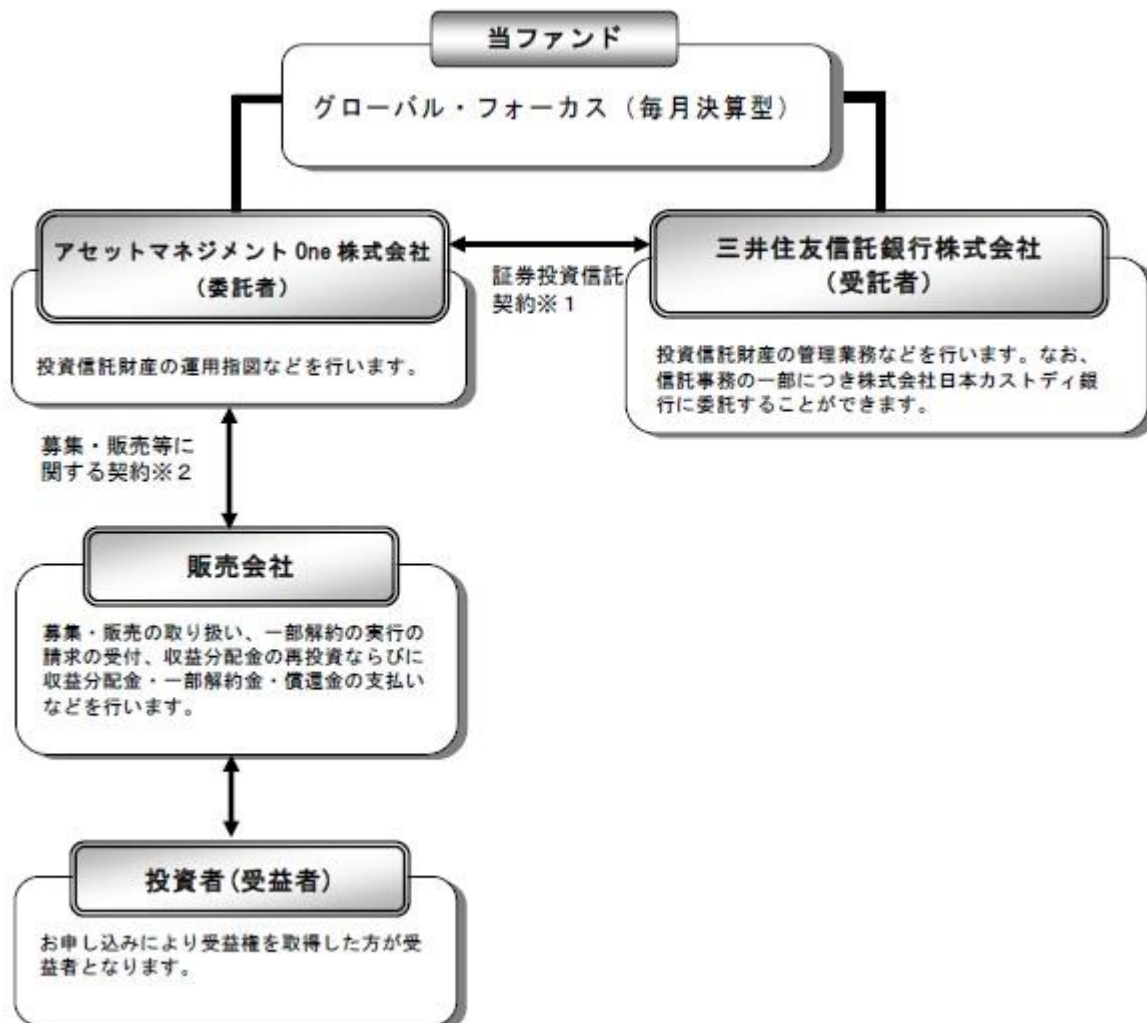 当ファンド
グローバル・フォーカス（毎月決算型）
アセットマネジメント One 株式会社
（委託者）
投資信託財産の運用指図などを行います。
証券投資信託
契約※１
三井住友信託銀行株式会社
（受託者）
投資信託財産の管理業務などを行います。なお、
信託事務の一部につき株式会社日本カストディ銀
行に委託することができます。
募集・販売等に
関する契約※２
販売会社
募集・販売の取り扱い、一部解約の実行の
請求の受付、収益分配金の再投資ならびに
収益分配金・一部解約金・償還金の支払い
などを行います。
投資者(受益者)
お申し込みにより受益権を取得した方が受
益者となります。